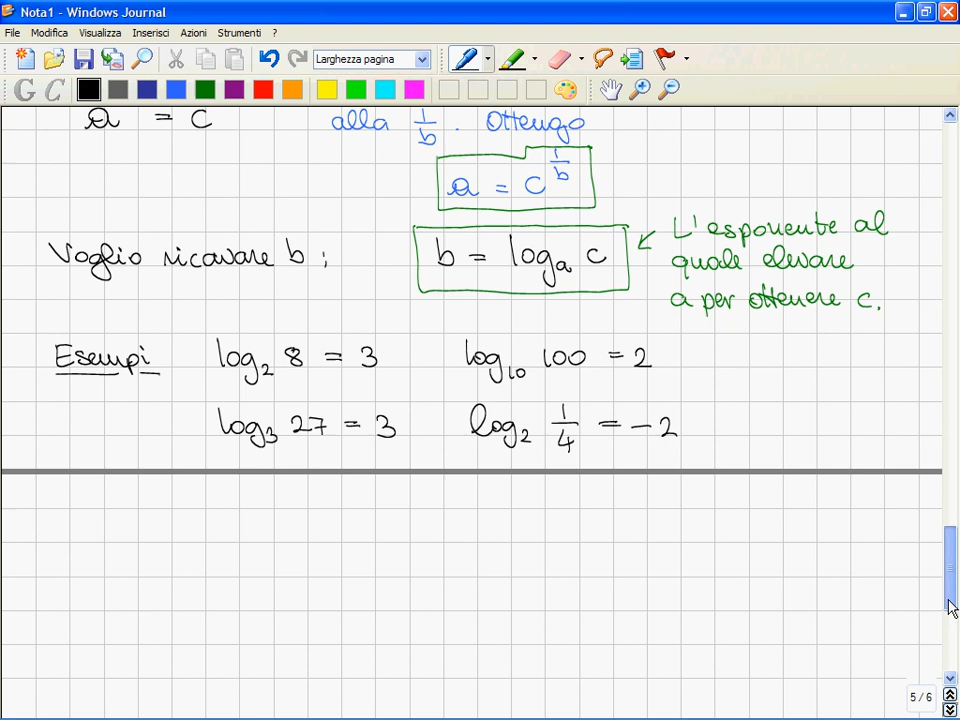 Nota1 - Windows Journal
File Modifica Visualizza Inserisci Azioni Strumenti ?
Larghezza pagina
G C
a = c alla 1/b . Ottengo
a = c^(1/b)
Voglio ricavare b : b = log_a c
L'esponente al
quale elevare
a per ottenere c.
Esempi log_2 8 = 3 log_10 100 = 2
log_3 27 = 3 log_2 1/4 = -2
5 / 6